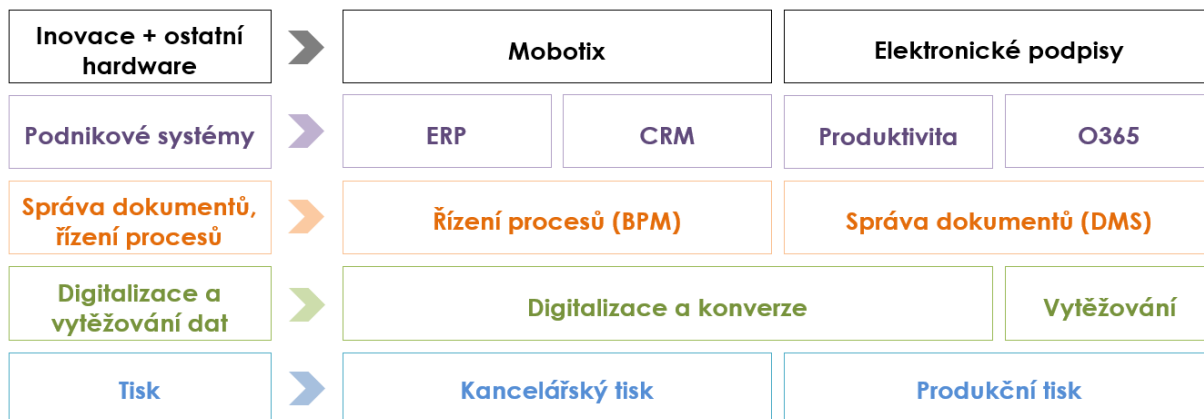 Inovace + ostatní
hardware
Mobotix
Elektronické podpisy
Podnikové systémy
ERP
CRM
Produktivita
O365
Správa dokumentů,
řízení procesů
Řízení procesů (BPM)
Správa dokumentů (DMS)
Digitalizace a
vytěžování dat
Digitalizace a konverze
Vytěžování
Tisk
Kancelářský tisk
Produkční tisk